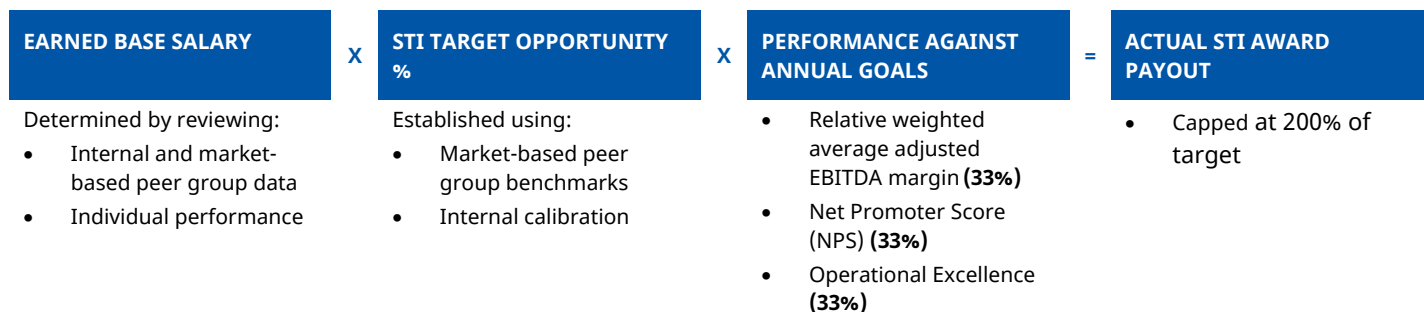 EARNED BASE SALARY
X
STI TARGET OPPORTUNITY
%
X
PERFORMANCE AGAINST
ANNUAL GOALS
=
ACTUAL STI AWARD
PAYOUT
Determined by reviewing:
• Internal and market-
based peer group data
• Individual performance
Established using:
• Market-based peer
group benchmarks
• Internal calibration
• Relative weighted
average adjusted
EBITDA margin (33%)
• Net Promoter Score
(NPS) (33%)
• Operational Excellence
(33%)
• Capped at 200% of
target